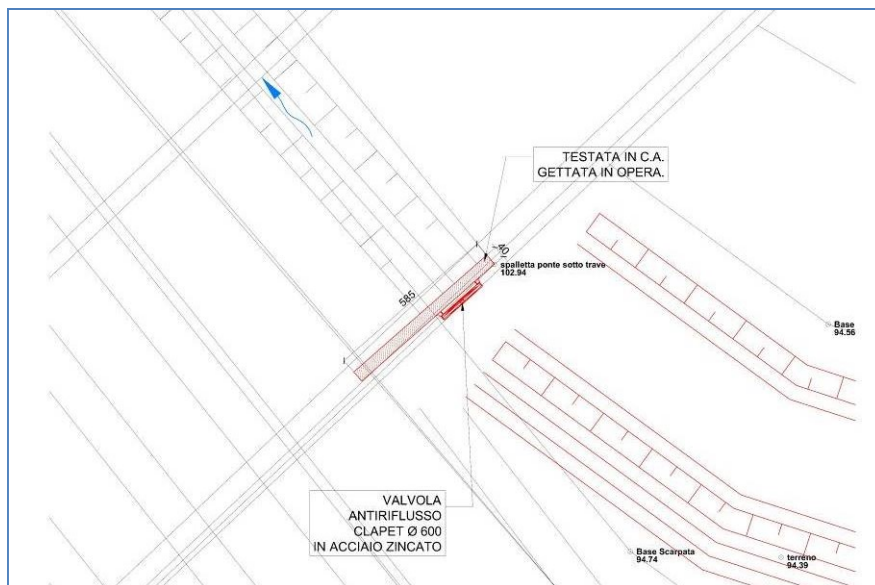 TESTATA IN C.A.
GETTATA IN OPERA.
40
spalletta ponte sotto trave
102.94
585
Base
94.56
VALVOLA
ANTIRIFLUSSO
CLAPET Ø 600
IN ACCIAIO ZINCATO
Base Scarpata
94.74
terreno
94.39